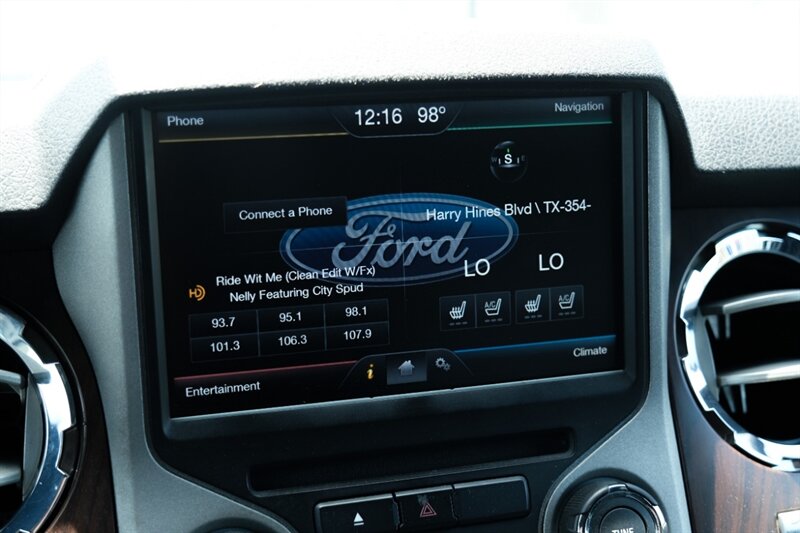 Phone
12:16 98°
Navigation
W S E
Connect a Phone
Ford
Harry Hines Blvd \ TX-354-
HD
Ride Wit Me (Clean Edit W/Fx)
Nelly Featuring City Spud
LO LO
93.7 95.1 98.1
101.3 106.3 107.9
A/C A/C
Entertainment
i
Climate
TUNE